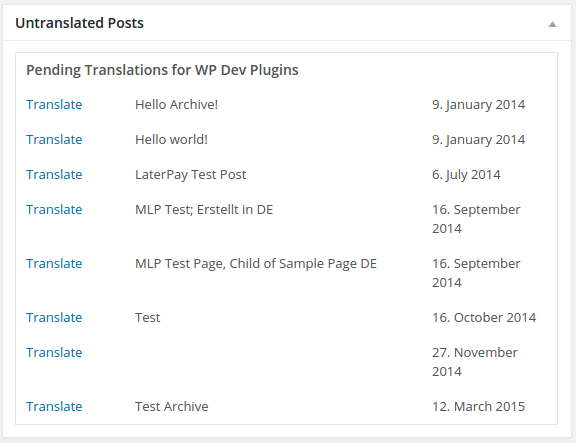 Untranslated Posts
Pending Translations for WP Dev Plugins
Translate Hello Archive! 9. January 2014
Translate Hello world! 9. January 2014
Translate LaterPay Test Post 6. July 2014
Translate MLP Test; Erstellt in DE 16. September
2014
Translate MLP Test Page, Child of Sample Page DE 16. September
2014
Translate Test 16. October 2014
Translate 27. November
2014
Translate Test Archive 12. March 2015